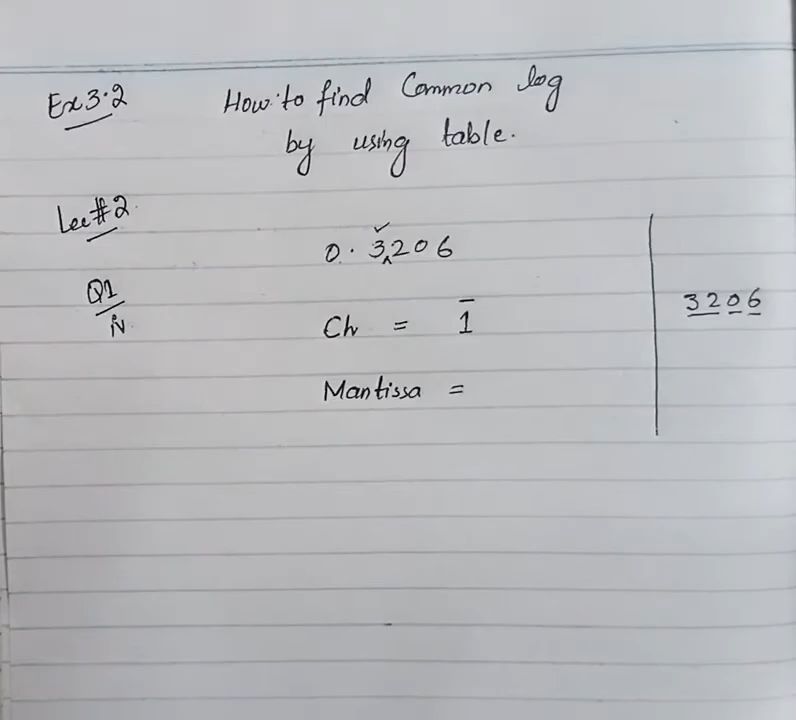 Ex 3.2
How to find Common log
by using table.
Lec# 2
0.3206
Q1
iv
3206
Ch = 1̅
Mantissa =